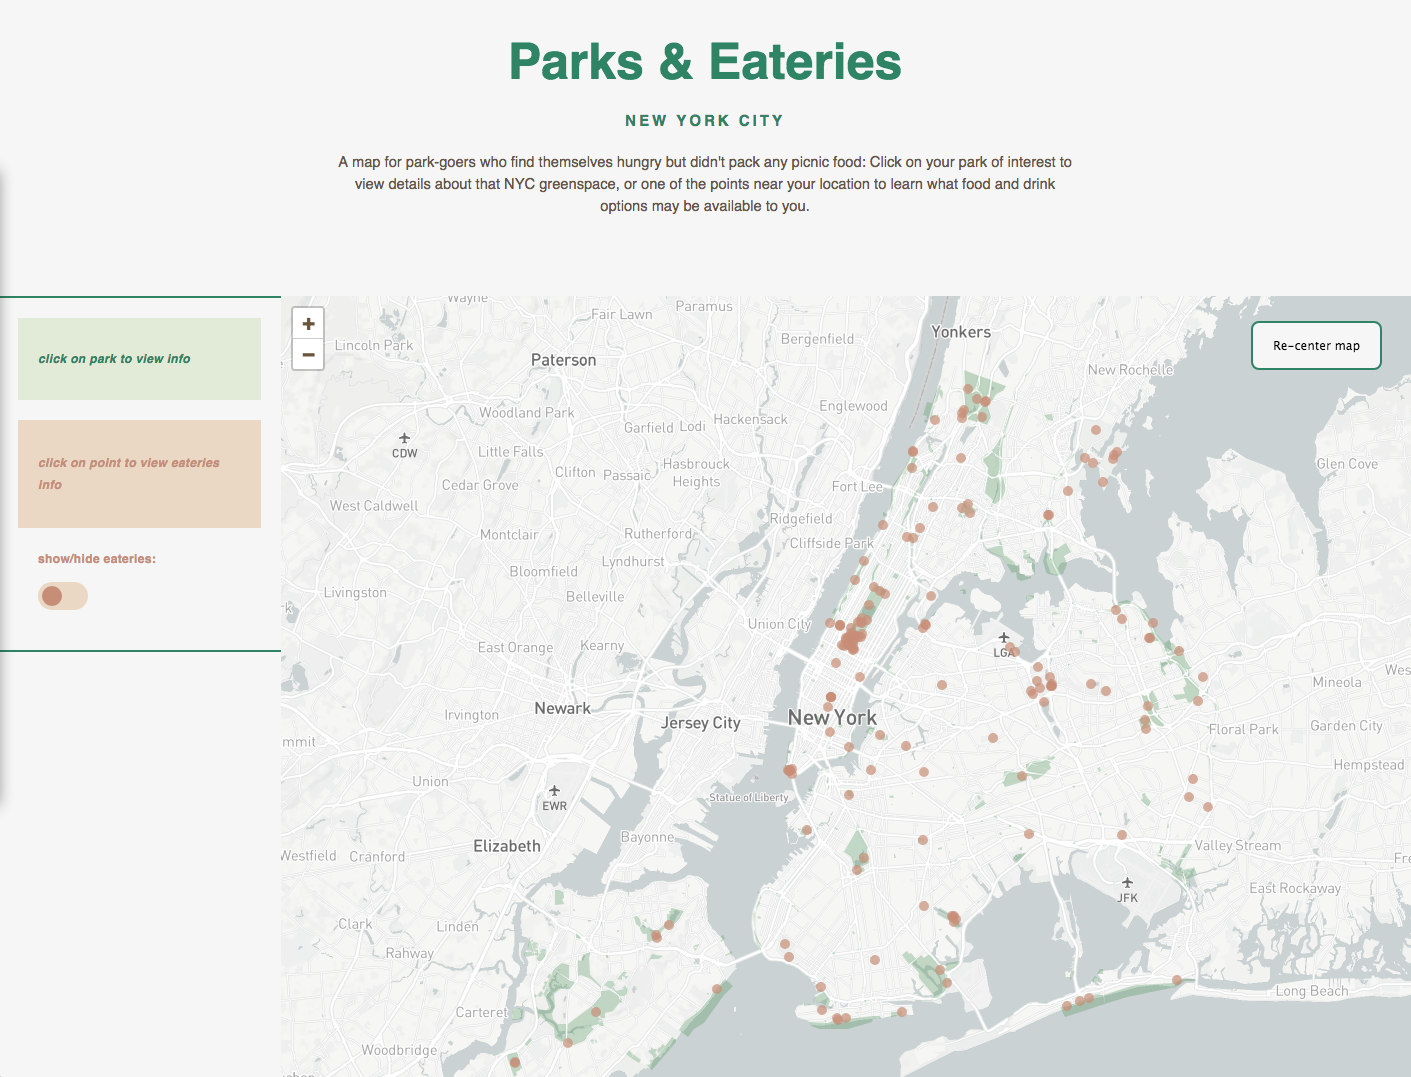 Parks & Eateries
NEW YORK CITY
A map for park-goers who find themselves hungry but didn't pack any picnic food: Click on your park of interest to
view details about that NYC greenspace, or one of the points near your location to learn what food and drink
options may be available to you.
click on park to view info
click on point to view eateries
info
show/hide eateries:
+
−
Re-center map
Wayne
Paramus
Fair Lawn
Yonkers
Bergenfield
Lincoln Park
Paterson
New Rochelle
Englewood
Woodland Park
Hackensack
Garfield
Lodi
CDW
Little Falls
Hasbrouck
Heights
Glen Cove
Clifton
Passaic
Cedar Grove
Fort Lee
West Caldwell
Ridgefield
Montclair
Rutherford
Cliffside Park
Lyndhurst
Bloomfield
Livingston
Belleville
Union City
East Orange
Kearny
LGA
Mineola
Wes
Newark
Irvington
Jersey City
New York
Floral Park
Garden City
mmit
Hempstead
Union
EWR
Statue of Liberty
Bayonne
Elizabeth
Valley Stream
Westfield
Cranford
Fre
JFK
East Rockaway
Clark
Linden
Rahway
Long Beach
Carteret
Woodbridge